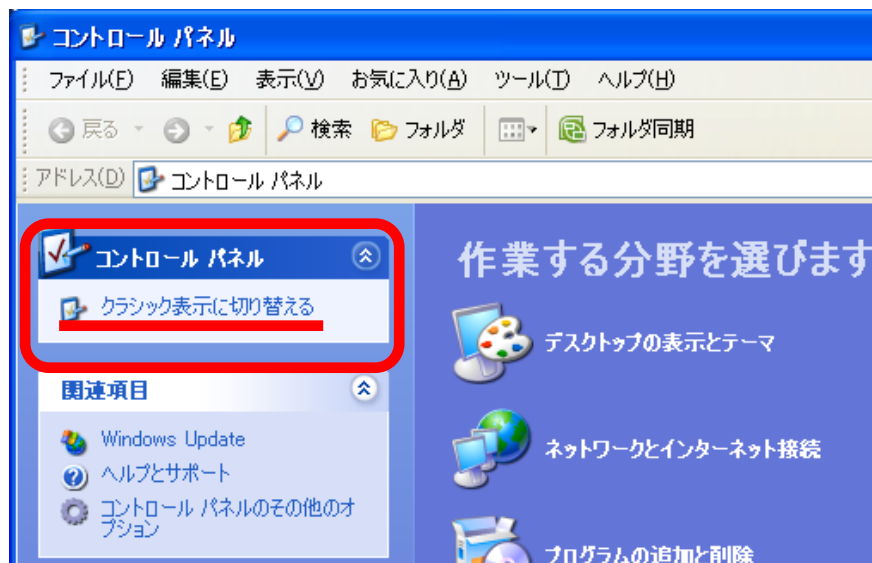 コントロール パネル
ファイル(F) 編集(E) 表示(V) お気に入り(A) ツール(T) ヘルプ(H)
戻る 検索 フォルダ フォルダ同期
アドレス(D) コントロール パネル
コントロール パネル
クラシック表示に切り替える
関連項目
Windows Update
ヘルプとサポート
コントロール パネルのその他のオ
プション
作業する分野を選びます
デスクトップの表示とテーマ
ネットワークとインターネット接続
プログラムの追加と削除